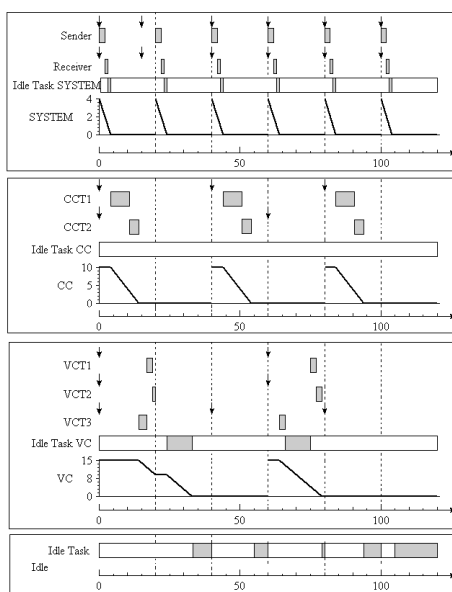 Sender
Receiver
Idle Task SYSTEM
4
SYSTEM
0
0 50 100
CCT1
CCT2
Idle Task CC
10
CC 5
0
0 50 100
VCT1
VCT2
VCT3
Idle Task VC
15
VC 8
0
0 50 100
Idle Task
Idle
0 50 100